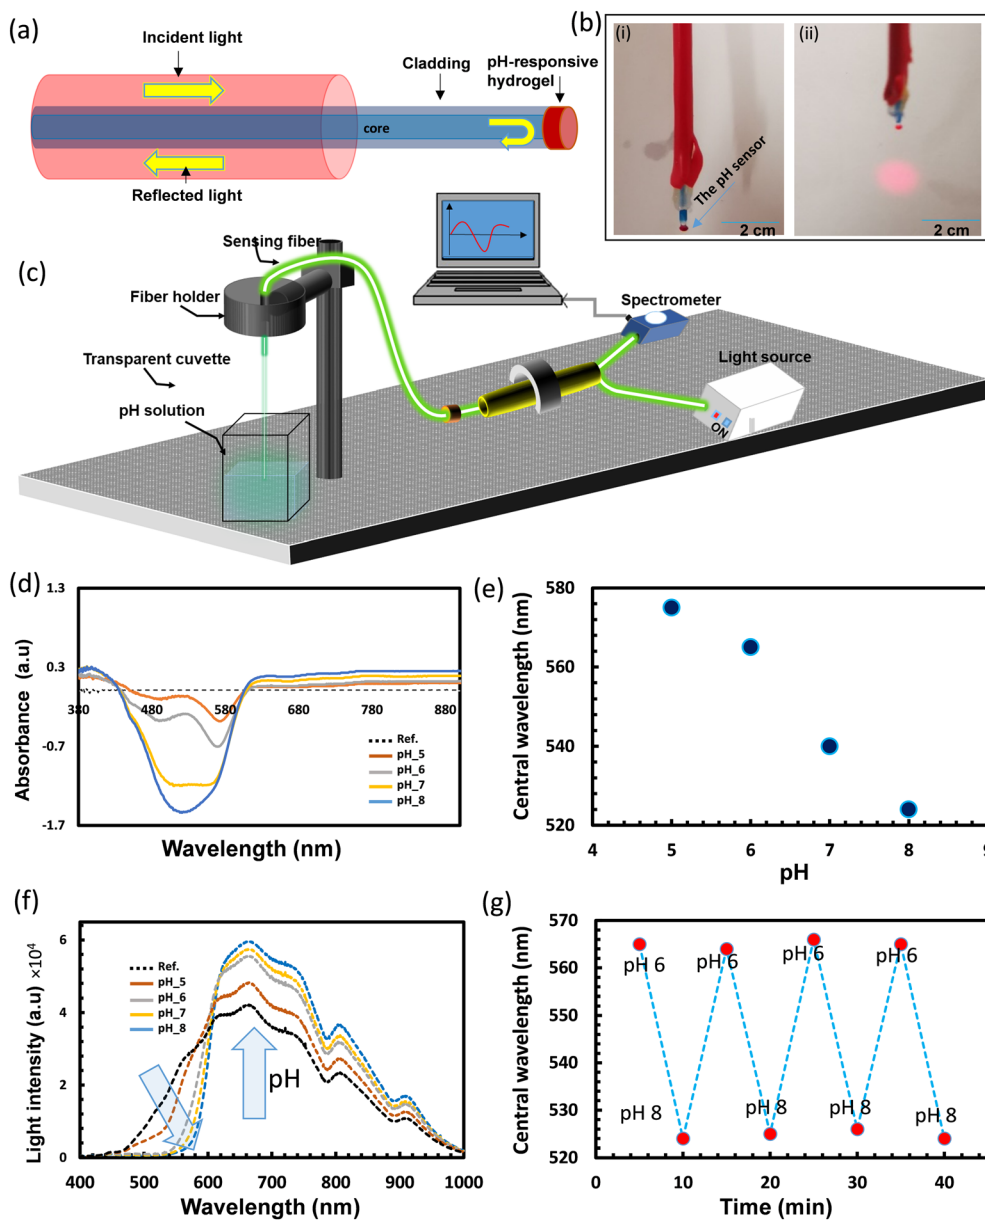 (a)
Incident light
Cladding
pH-responsive
hydrogel
core
Reflected light
(b)
(i)
(ii)
The pH sensor
2 cm
2 cm
(c)
Sensing fiber
Fiber holder
Transparent cuvette
pH solution
Spectrometer
Light source
ON
(d)
1.3
0.3
-0.7
-1.7
380
480
580
680
780
880
Absorbance (a.u)
Wavelength (nm)
Ref.
pH_5
pH_6
pH_7
pH_8
(e)
580
560
540
520
4
5
6
7
8
9
Central wavelength (nm)
pH
(f)
6
4
2
0
400
500
600
700
800
900
1000
Light intensity (a.u) ×10⁴
Wavelength (nm)
Ref.
pH_5
pH_6
pH_7
pH_8
pH
(g)
570
560
550
540
530
520
0
10
20
30
40
Central wavelength (nm)
Time (min)
pH 6
pH 6
pH 6
pH 6
pH 8
pH 8
pH 8
pH 8